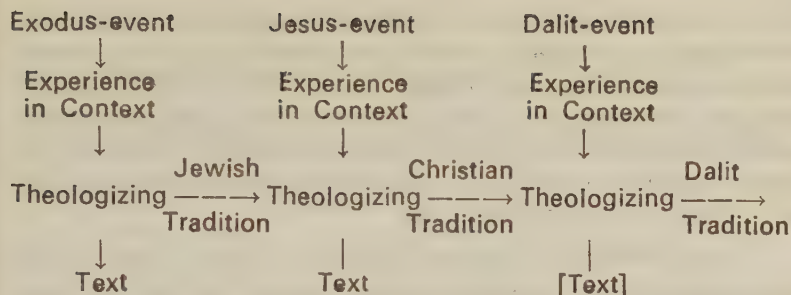 Exodus-event Jesus-event Dalit-event
Experience Experience Experience
in Context in Context in Context
Jewish Christian Dalit
Theologizing Theologizing Theologizing
Tradition Tradition Tradition
Text Text [Text]